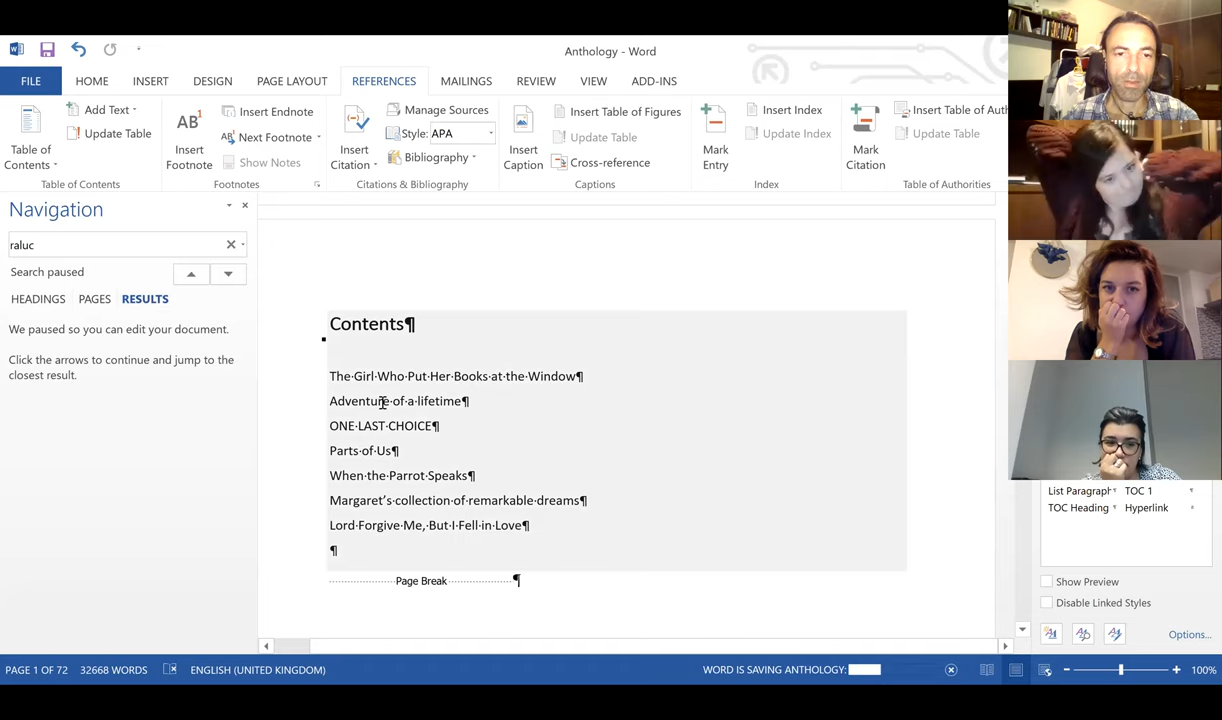 Anthology - Word
FILE
HOME
INSERT
DESIGN
PAGE LAYOUT
REFERENCES
MAILINGS
REVIEW
VIEW
ADD-INS
Table of Contents
Add Text
Update Table
Table of Contents
AB¹
Insert Footnote
Insert Endnote
Next Footnote
Show Notes
Footnotes
Insert Citation
Manage Sources
Style: APA
Bibliography
Citations & Bibliography
Insert Caption
Insert Table of Figures
Update Table
Cross-reference
Captions
Mark Entry
Insert Index
Update Index
Index
Mark Citation
Insert Table of Auth
Update Table
Table of Authorities
Navigation
raluc
Search paused
HEADINGS
PAGES
RESULTS
We paused so you can edit your document.
Click the arrows to continue and jump to the
closest result.
Contents¶
The·Girl·Who·Put·Her·Books·at·the·Window¶
Adventure·of·a·lifetime¶
ONE·LAST·CHOICE¶
Parts·of·Us¶
When·the·Parrot·Speaks¶
Margaret’s·collection·of·remarkable·dreams¶
Lord·Forgive·Me,·But·I·Fell·in·Love¶
¶
Page Break ¶
List Paragraph TOC 1
TOC Heading Hyperlink
Show Preview
Disable Linked Styles
Options...
PAGE 1 OF 72
32668 WORDS
ENGLISH (UNITED KINGDOM)
WORD IS SAVING ANTHOLOGY:
100%